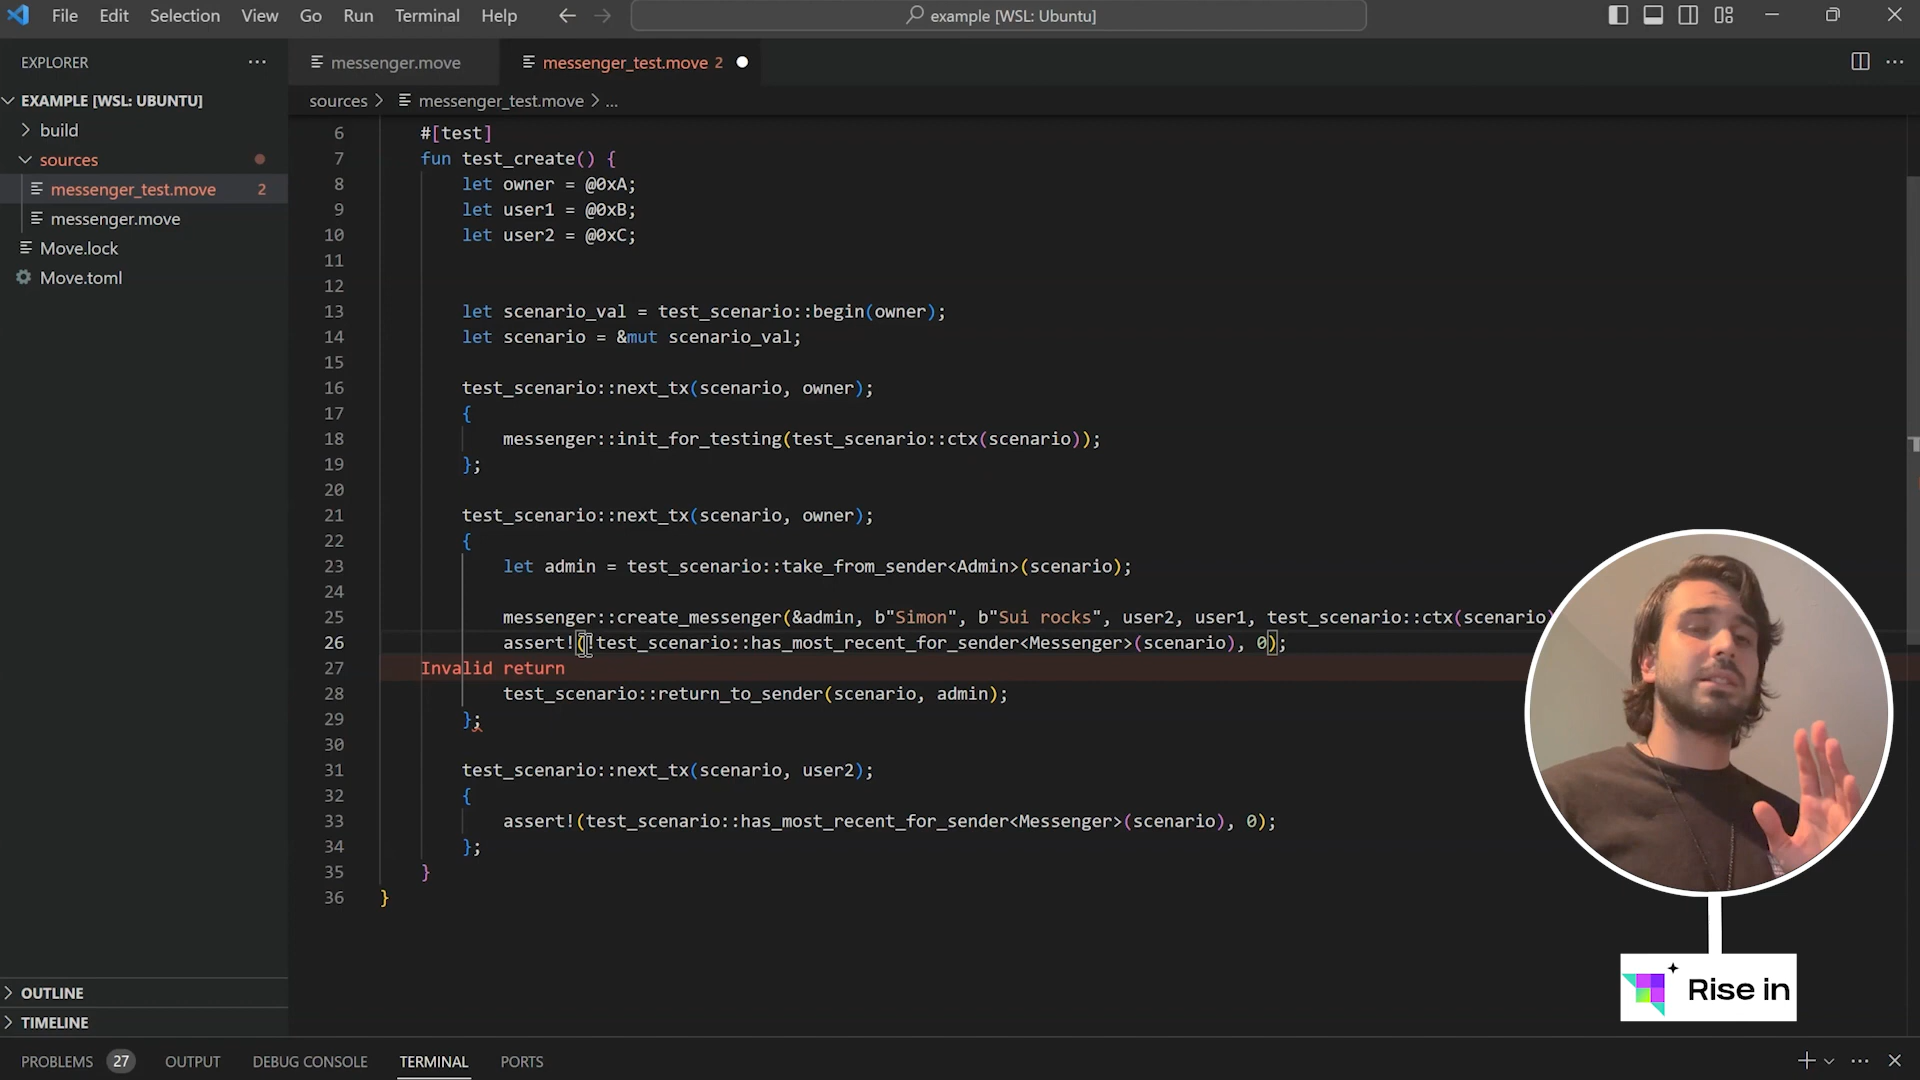 File Edit Selection View Go Run Terminal Help example [WSL: Ubuntu]
EXPLORER
messenger.move
messenger_test.move 2
EXAMPLE [WSL: UBUNTU]
sources > messenger_test.move > ...
build
sources
messenger_test.move 2
messenger.move
Move.lock
Move.toml
6 #[test]
7 fun test_create() {
8 let owner = @0xA;
9 let user1 = @0xB;
10 let user2 = @0xC;
11
12
13 let scenario_val = test_scenario::begin(owner);
14 let scenario = &mut scenario_val;
15
16 test_scenario::next_tx(scenario, owner);
17 {
18 messenger::init_for_testing(test_scenario::ctx(scenario));
19 };
20
21 test_scenario::next_tx(scenario, owner);
22 {
23 let admin = test_scenario::take_from_sender<Admin>(scenario);
24
25 messenger::create_messenger(&admin, b"Simon", b"Sui rocks", user2, user1, test_scenario::ctx(scenario)
26 assert!(!test_scenario::has_most_recent_for_sender<Messenger>(scenario), 0);
27 Invalid return
28 test_scenario::return_to_sender(scenario, admin);
29 };
30
31 test_scenario::next_tx(scenario, user2);
32 {
33 assert!(test_scenario::has_most_recent_for_sender<Messenger>(scenario), 0);
34 };
35 }
36 }
Rise in
OUTLINE
TIMELINE
PROBLEMS 27 OUTPUT DEBUG CONSOLE TERMINAL PORTS